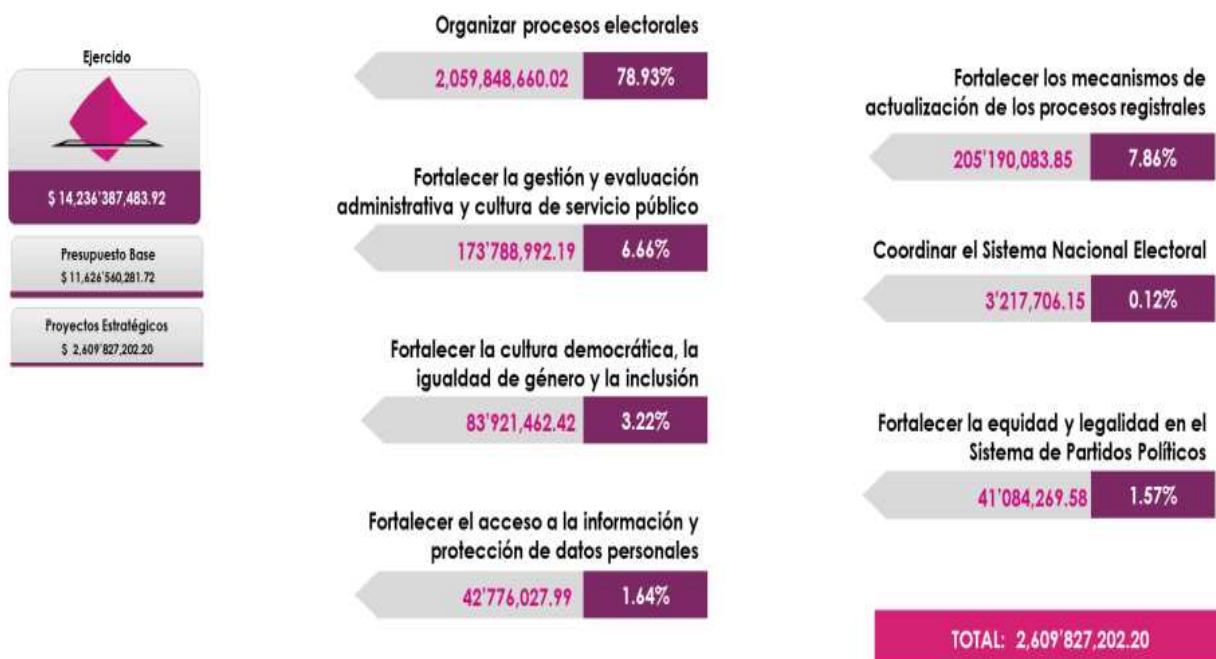 Ejercido
$ 14,236'387,483.92
Presupuesto Base
$ 11,626'560,281.72
Proyectos Estratégicos
$ 2,609'827,202.20
Organizar procesos electorales
2,059,848,660.02 78.93%
Fortalecer la gestión y evaluación
administrativa y cultura de servicio público
173'788,992.19 6.66%
Fortalecer la cultura democrática, la
igualdad de género y la inclusión
83'921,462.42 3.22%
Fortalecer el acceso a la información y
protección de datos personales
42'776,027.99 1.64%
Fortalecer los mecanismos de
actualización de los procesos registrales
205'190,083.85 7.86%
Coordinar el Sistema Nacional Electoral
3'217,706.15 0.12%
Fortalecer la equidad y legalidad en el
Sistema de Partidos Políticos
41'084,269.58 1.57%
TOTAL: 2,609'827,202.20